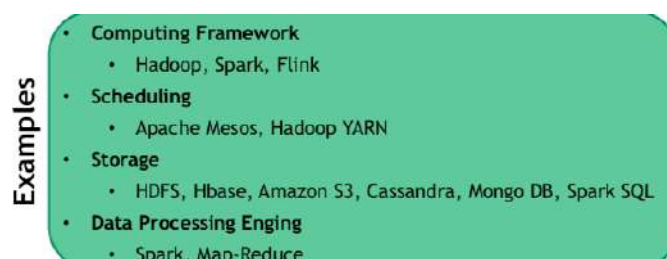 Examples
• Computing Framework
• Hadoop, Spark, Flink
• Scheduling
• Apache Mesos, Hadoop YARN
• Storage
• HDFS, Hbase, Amazon S3, Cassandra, Mongo DB, Spark SQL
• Data Processing Enging
• Spark, Map-Reduce